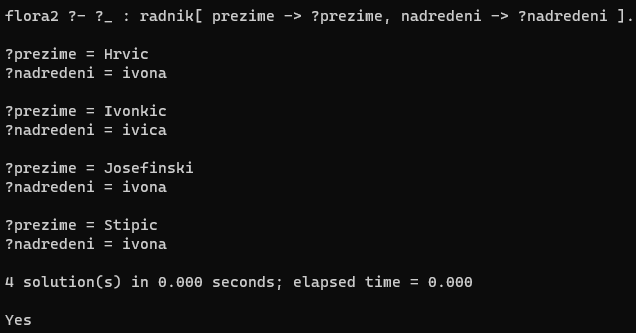 flora2 ?- ?_ : radnik[ prezime -> ?prezime, nadredeni -> ?nadredeni ].
?prezime = Hrvic
?nadredeni = ivona
?prezime = Ivonkic
?nadredeni = ivica
?prezime = Josefinski
?nadredeni = ivona
?prezime = Stipic
?nadredeni = ivona
4 solution(s) in 0.000 seconds; elapsed time = 0.000
Yes